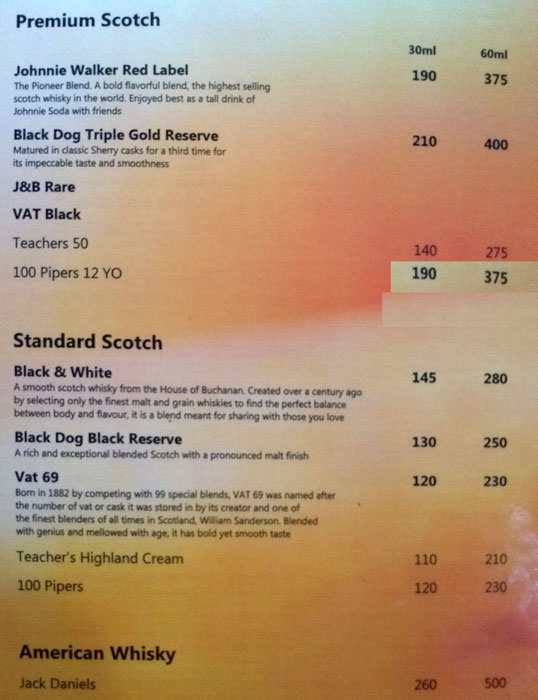 Premium Scotch
30ml 60ml
Johnnie Walker Red Label 190 375
The Pioneer Blend. A bold flavorful blend, the highest selling
scotch whisky in the world. Enjoyed best as a tall drink of
Johnnie Soda with friends
Black Dog Triple Gold Reserve 210 400
Matured in classic Sherry casks for a third time for
its impeccable taste and smoothness
J&B Rare
VAT Black
Teachers 50 140 275
100 Pipers 12 YO 190 375
Standard Scotch
Black & White 145 280
A smooth scotch whisky from the House of Buchanan. Created over a century ago
by selecting only the finest malt and grain whiskies to find the perfect balance
between body and flavour, it is a blend meant for sharing with those you love
Black Dog Black Reserve 130 250
A rich and exceptional blended Scotch with a pronounced malt finish
Vat 69 120 230
Born in 1882 by competing with 99 special blends, VAT 69 was named after
the number of vat or cask it was stored in by its creator and one of
the finest blenders of all times in Scotland, William Sanderson. Blended
with genius and mellowed with age, it has bold yet smooth taste
Teacher's Highland Cream 110 210
100 Pipers 120 230
American Whisky
Jack Daniels 260 500